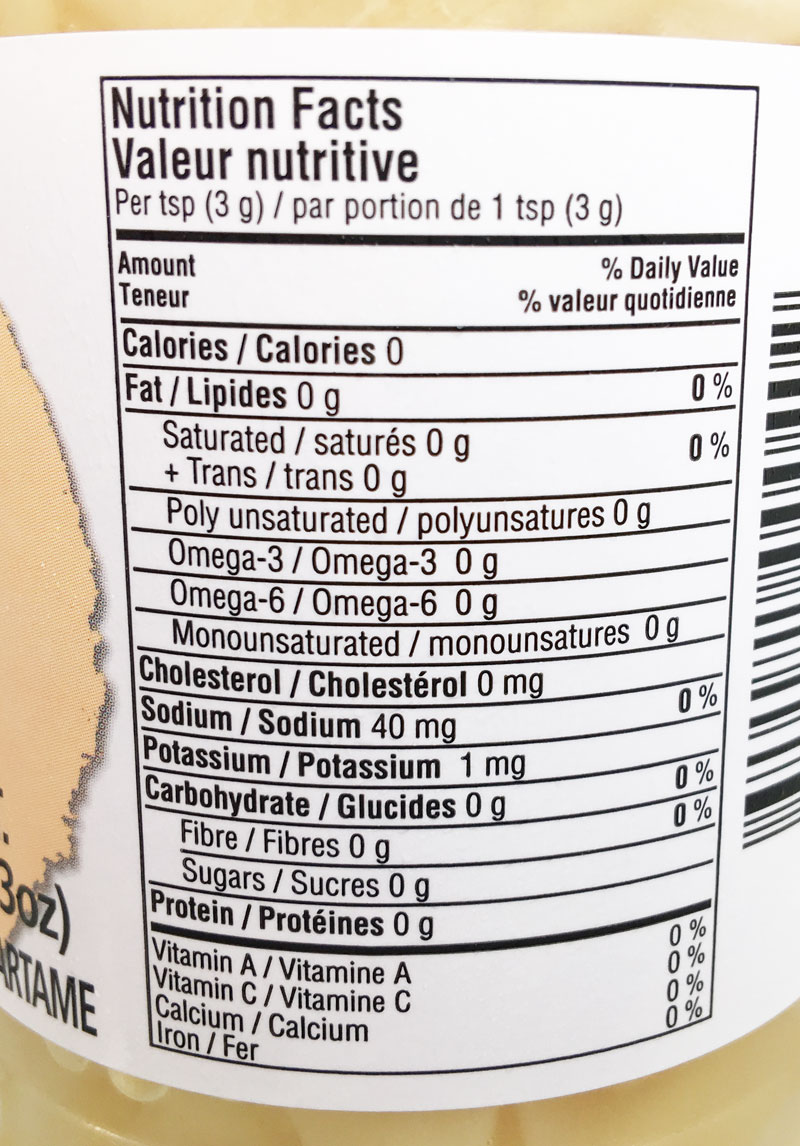 Nutrition Facts
Valeur nutritive
Per tsp (3 g) / par portion de 1 tsp (3 g)
Amount % Daily Value
Teneur % valeur quotidienne
Calories / Calories 0
Fat / Lipides 0 g 0 %
Saturated / saturés 0 g 0 %
+ Trans / trans 0 g
Poly unsaturated / polyunsatures 0 g
Omega-3 / Omega-3 0 g
Omega-6 / Omega-6 0 g
Monounsaturated / monounsatures 0 g
Cholesterol / Cholestérol 0 mg
Sodium / Sodium 40 mg 0 %
Potassium / Potassium 1 mg 0 %
Carbohydrate / Glucides 0 g 0 %
Fibre / Fibres 0 g
Sugars / Sucres 0 g
Protein / Protéines 0 g
Vitamin A / Vitamine A 0 %
Vitamin C / Vitamine C 0 %
Calcium / Calcium 0 %
Iron / Fer 0 %
3oz)
ARTAME